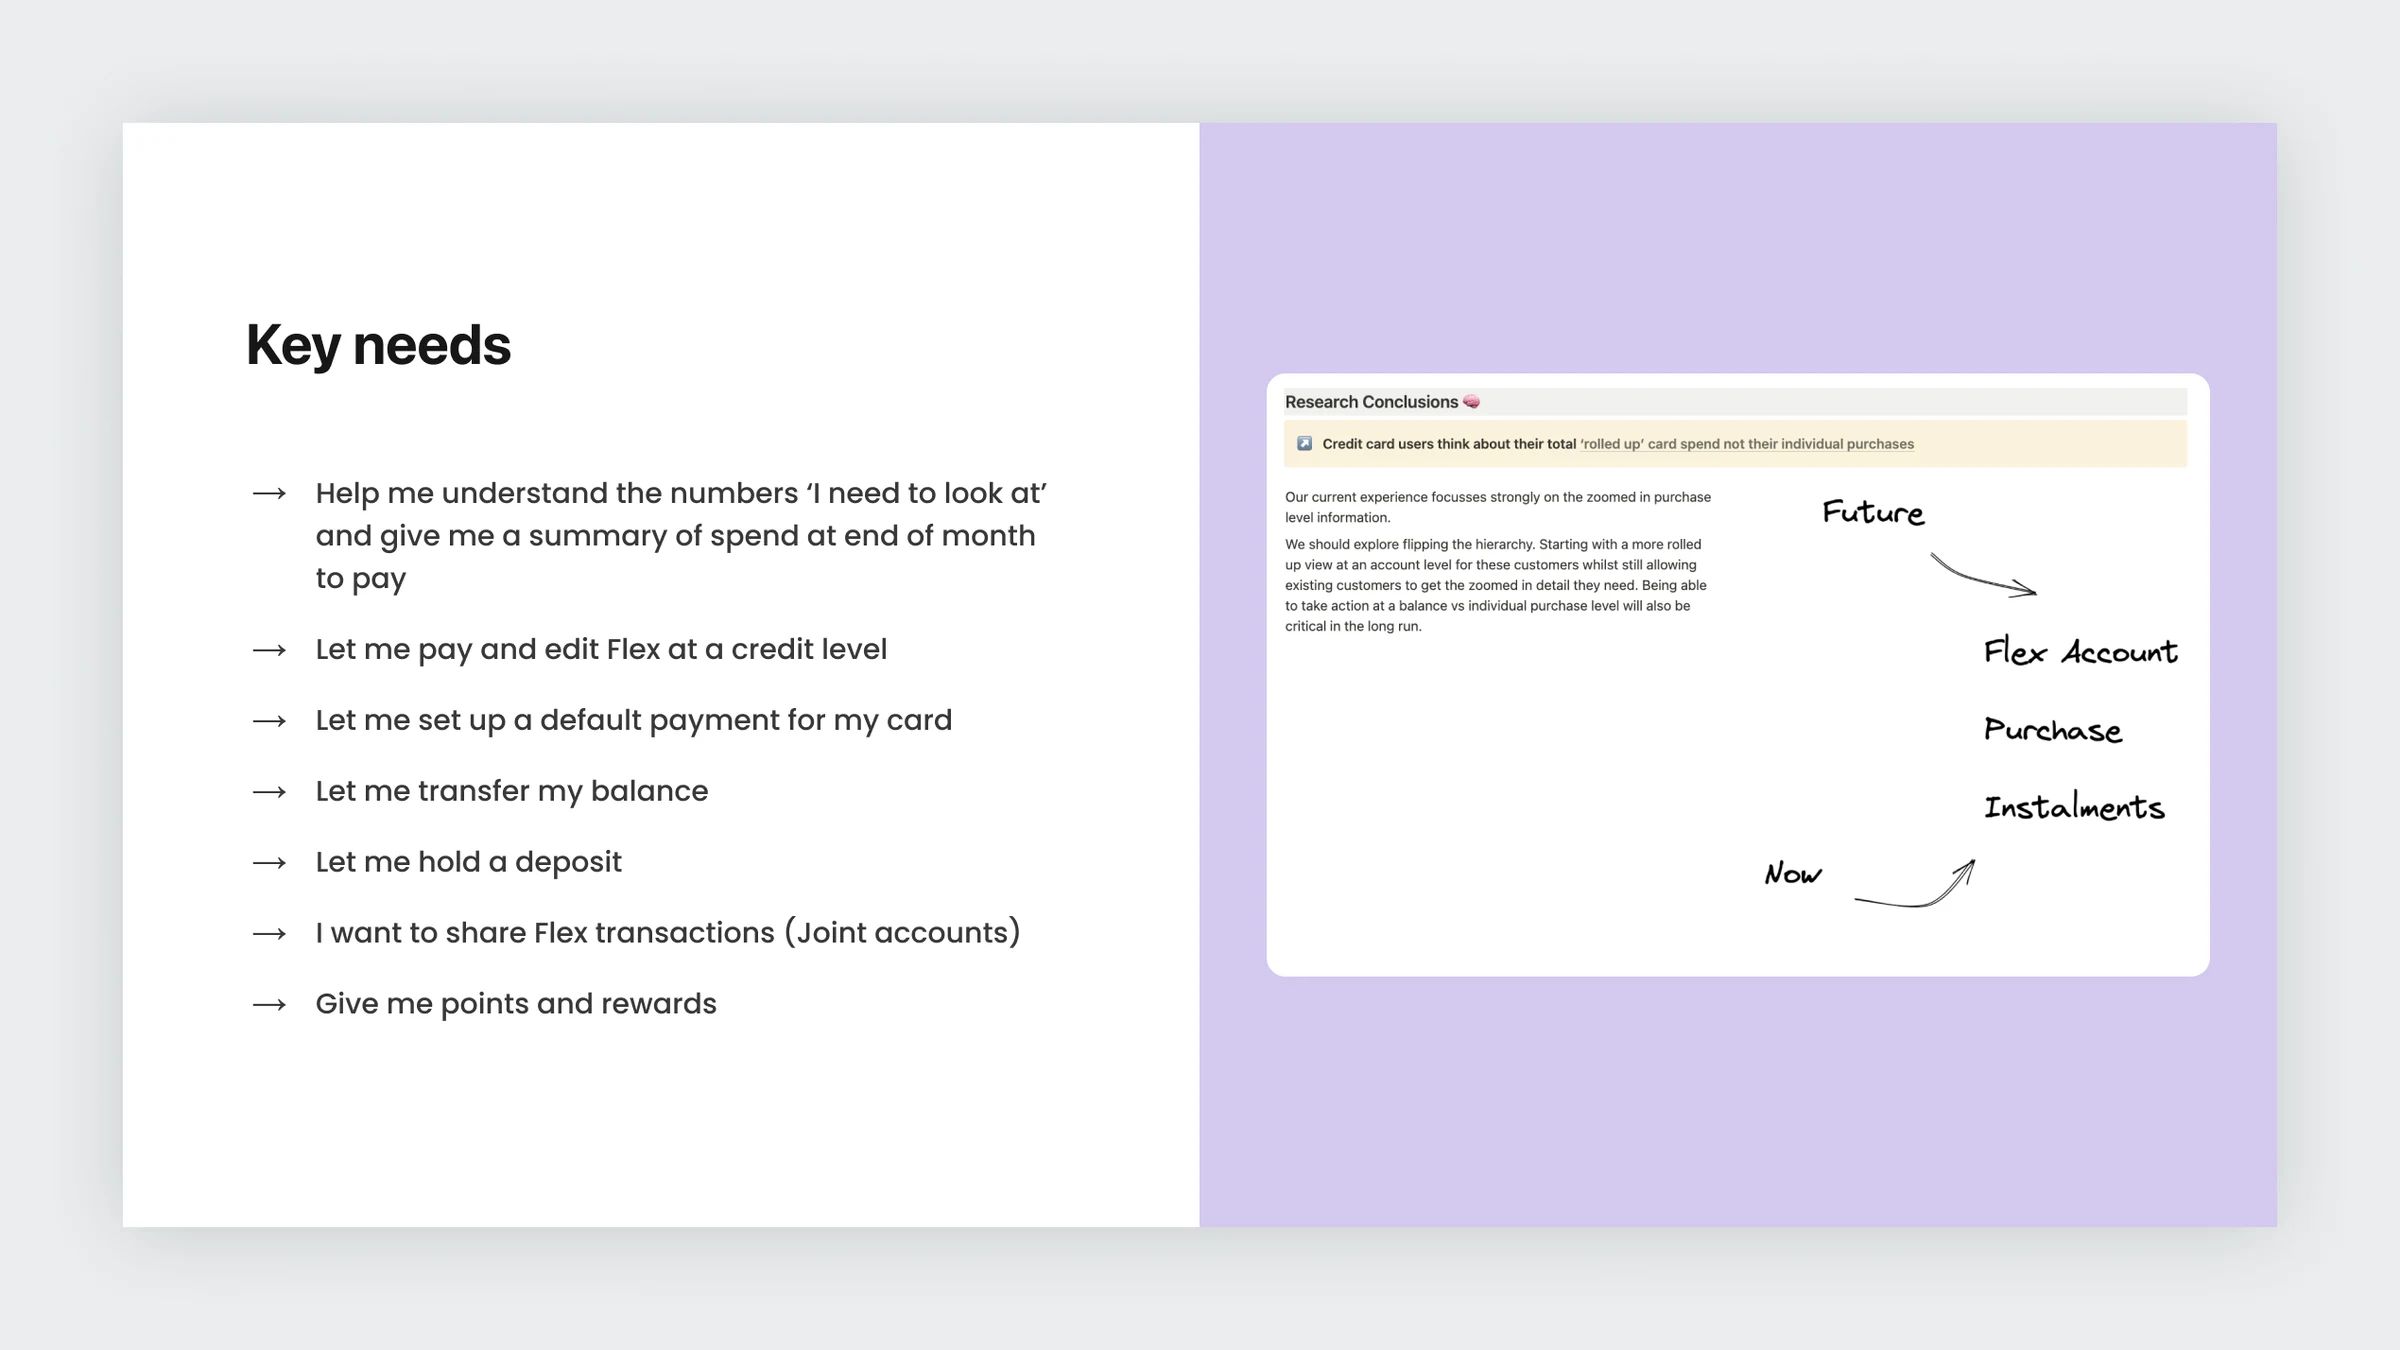 Key needs
→ Help me understand the numbers ‘I need to look at’
and give me a summary of spend at end of month
to pay
→ Let me pay and edit Flex at a credit level
→ Let me set up a default payment for my card
→ Let me transfer my balance
→ Let me hold a deposit
→ I want to share Flex transactions (Joint accounts)
→ Give me points and rewards
Research Conclusions 🧠
↗️ Credit card users think about their total ‘rolled up’ card spend not their individual purchases
Our current experience focusses strongly on the zoomed in purchase
level information.
We should explore flipping the hierarchy. Starting with a more rolled
up view at an account level for these customers whilst still allowing
existing customers to get the zoomed in detail they need. Being able
to take action at a balance vs individual purchase level will also be
critical in the long run.
Future
Flex Account
Purchase
Instalments
Now